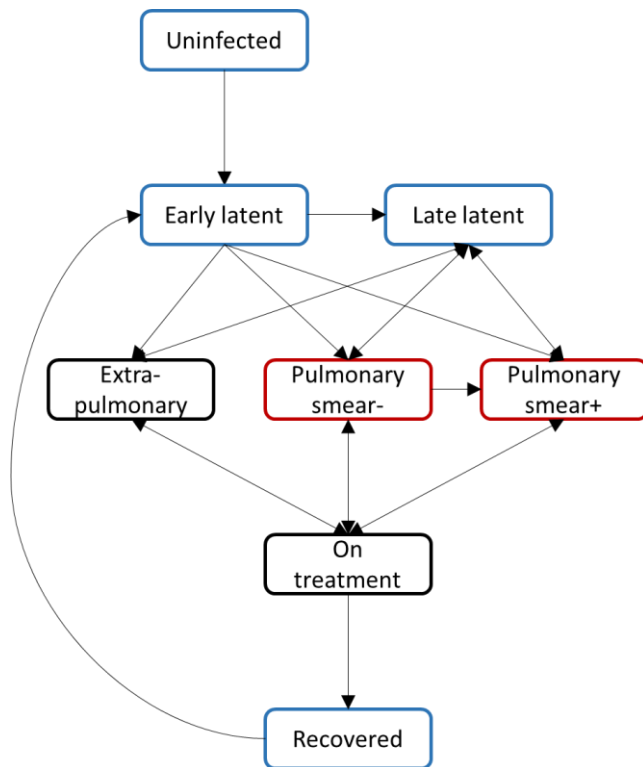 Uninfected
Early latent
Late latent
Extra-
pulmonary
Pulmonary
smear-
Pulmonary
smear+
On
treatment
Recovered